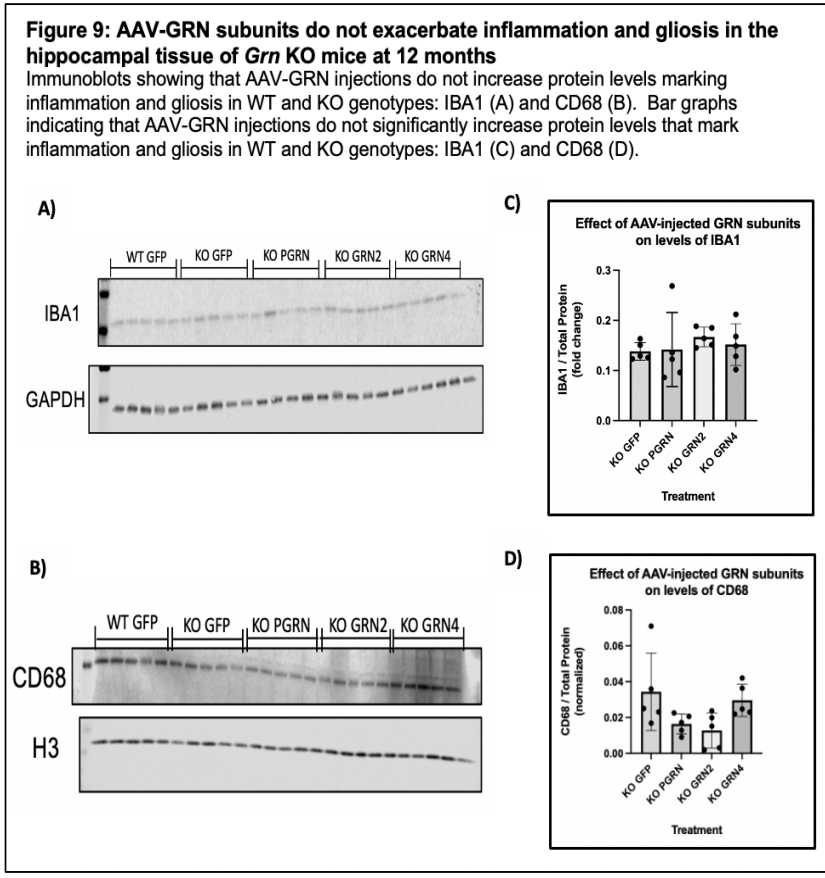 Figure 9: AAV-GRN subunits do not exacerbate inflammation and gliosis in the
hippocampal tissue of Grn KO mice at 12 months
Immunoblots showing that AAV-GRN injections do not increase protein levels marking
inflammation and gliosis in WT and KO genotypes: IBA1 (A) and CD68 (B).  Bar graphs
indicating that AAV-GRN injections do not significantly increase protein levels that mark
inflammation and gliosis in WT and KO genotypes: IBA1 (C) and CD68 (D).
A)
WT GFP KO GFP KO PGRN KO GRN2 KO GRN4
IBA1
GAPDH
C)
Effect of AAV-injected GRN subunits
on levels of IBA1
IBA1 / Total Protein
(fold change)
0.3
0.2
0.1
0.0
KO GFP
KO PGRN
KO GRN2
KO GRN4
Treatment
B)
WT GFP KO GFP KO PGRN KO GRN2 KO GRN4
CD68
H3
D)
Effect of AAV-injected GRN subunits
on levels of CD68
CD68 / Total Protein
(normalized)
0.08
0.06
0.04
0.02
0.00
KO GFP
KO PGRN
KO GRN2
KO GRN4
Treatment